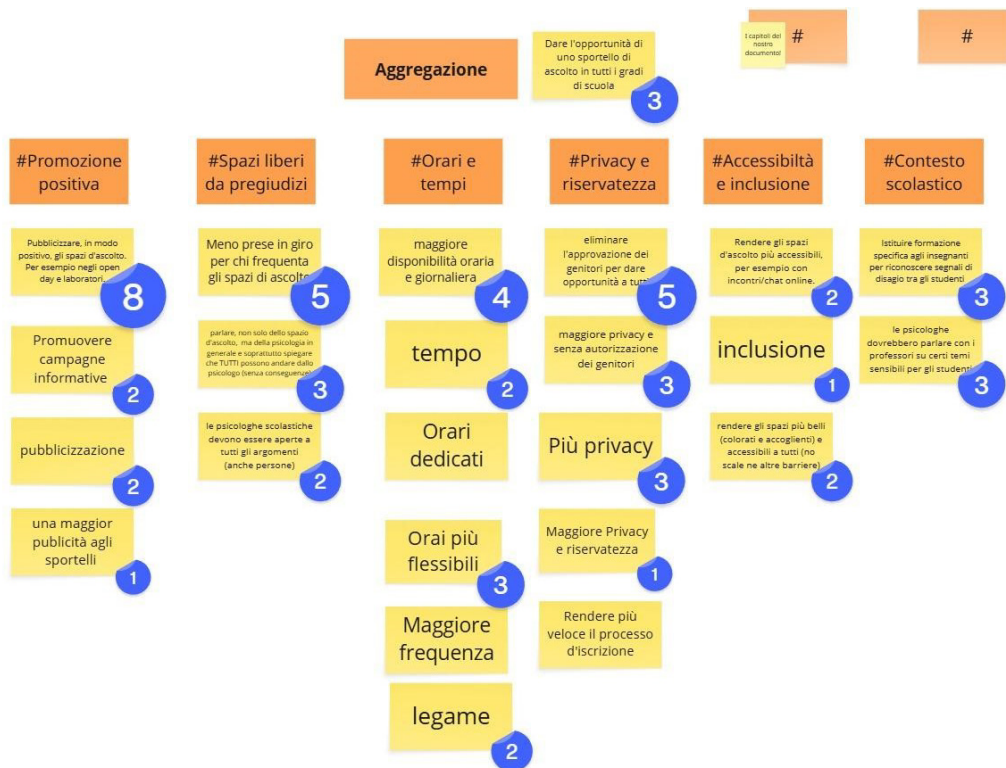 Aggregazione
Dare l'opportunità di
uno sportello di
ascolto in tutti i gradi
di scuola
3
I capitoli del
nostro
documento!
#
#
#Promozione
positiva
Pubblicizzare, in modo
positivo, gli spazi d'ascolto.
Per esempio negli open
day e laboratori.
8
Promuovere
campagne
informative
2
pubblicizzazione
2
una maggior
publicità agli
sportelli
1
#Spazi liberi
da pregiudizi
Meno prese in giro
per chi frequenta
gli spazi di ascolto
5
parlare, non solo dello spazio
d'ascolto, ma della psicologia in
generale e soprautto spiegare
che TUTTI possono andare dallo
psicologo (senza conseguenze)
3
le psicologhe scolastiche
devono essere aperte a
tutti gli argomenti
(anche persone)
2
#Orari e
tempi
maggiore
disponibilità oraria
e giornaliera
4
tempo
2
Orari
dedicati
Orai più
flessibili
3
Maggiore
frequenza
legame
2
#Privacy e
riservatezza
eliminare
l'approvazione dei
genitori per dare
opportunità a tutti
5
maggiore privacy e
senza autorizzazione
dei genitori
3
Più privacy
3
Maggiore Privacy
e riservatezza
1
Rendere più
veloce il processo
d'iscrizione
#Accessibiltà
e inclusione
Rendere gli spazi
d'ascolto più accessibili,
per esempio con
incontri/chat online.
2
inclusione
1
rendere gli spazi più belli
(colorati e accoglienti) e
accessibili a tutti (no
scale ne altre barriere)
2
#Contesto
scolastico
Istituire formazione
specifica agli insegnanti
per riconoscere segnali di
disagio tra gli studenti
3
le psicologhe
dovrebbero parlare con i
professori su certi temi
sensibili per gli studenti
3